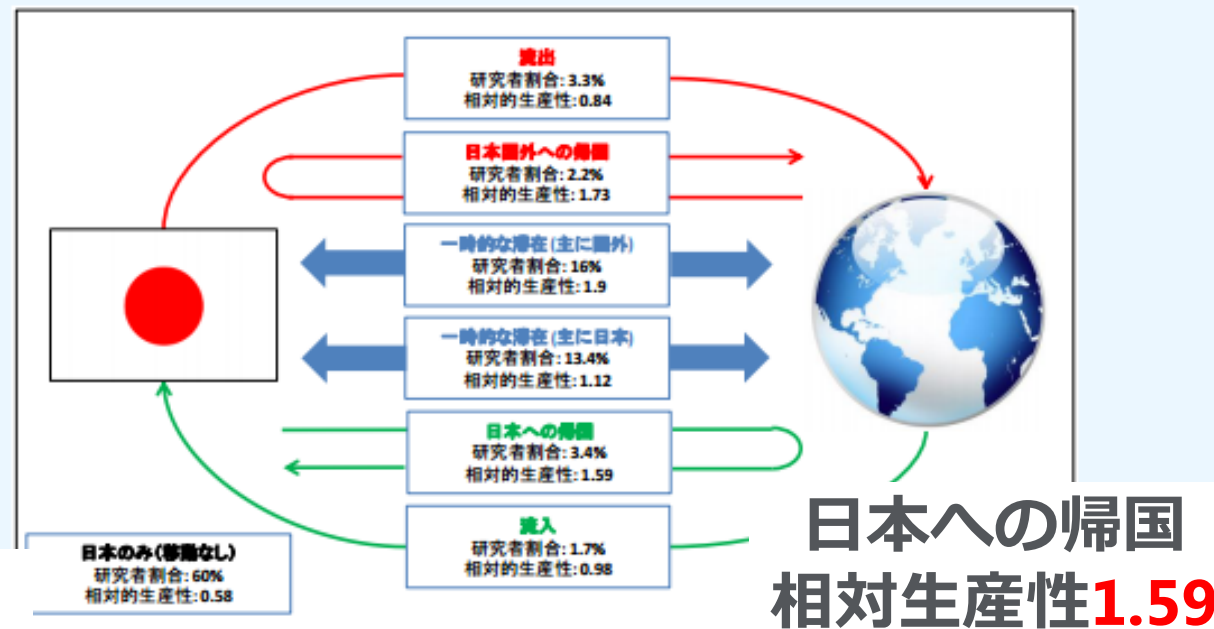 流出
研究者割合: 3.3%
相対的生産性: 0.84
日本国外への帰国
研究者割合: 2.2%
相対的生産性: 1.73
一時的な滞在 (主に国外)
研究者割合: 16%
相対的生産性: 1.9
一時的な滞在 (主に日本)
研究者割合: 13.4%
相対的生産性: 1.12
日本への帰国
研究者割合: 3.4%
相対的生産性: 1.59
流入
研究者割合: 1.7%
相対的生産性: 0.98
日本のみ(移動なし)
研究者割合: 60%
相対的生産性: 0.58
日本への帰国
相対生産性1.59